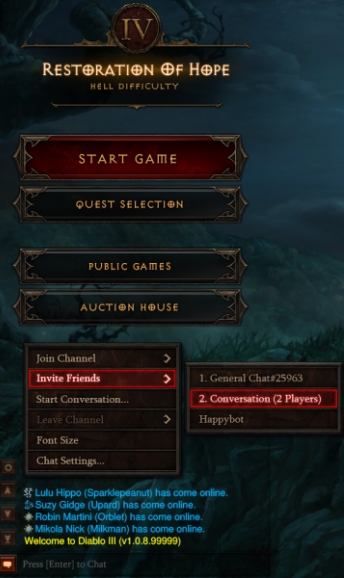 IV
RESTORATION OF HOPE
HELL DIFFICULTY
START GAME
QUEST SELECTION
PUBLIC GAMES
AUCTION HOUSE
Join Channel
Invite Friends
Start Conversation...
Leave Channel
Font Size
Chat Settings...
1. General Chat#25963
2. Conversation (2 Players)
Happybot
Lulu Hippo (Sparklepeanut) has come online.
Suzy Gidge (Upard) has come online.
Robin Martini (Orblet) has come online.
Mikola Nick (Milkman) has come online.
Welcome to Diablo III (v1.0.8.99999)
Press [Enter] to Chat